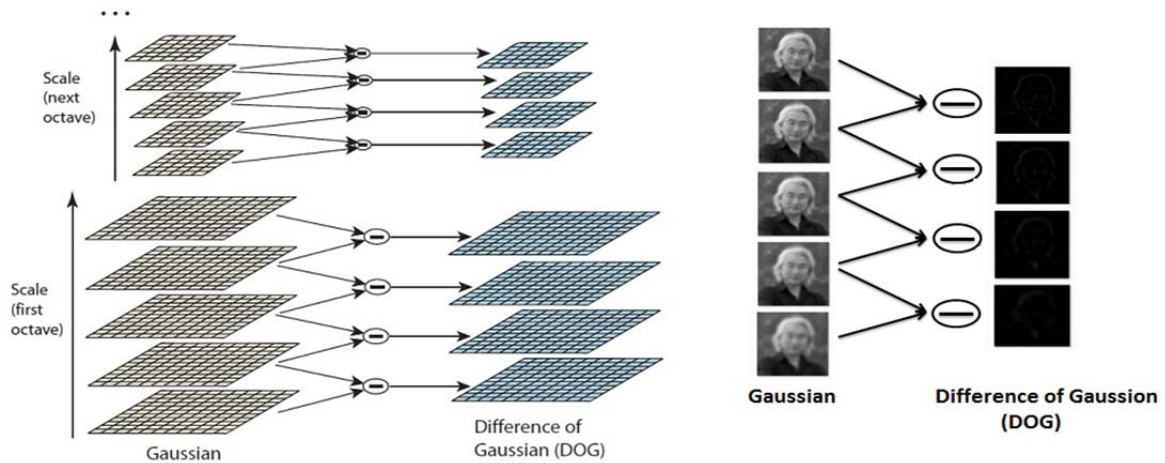 ...
Scale
(next
octave)
Scale
(first
octave)
Gaussian
Difference of
Gaussian (DOG)
Gaussian
Difference of Gaussion
(DOG)